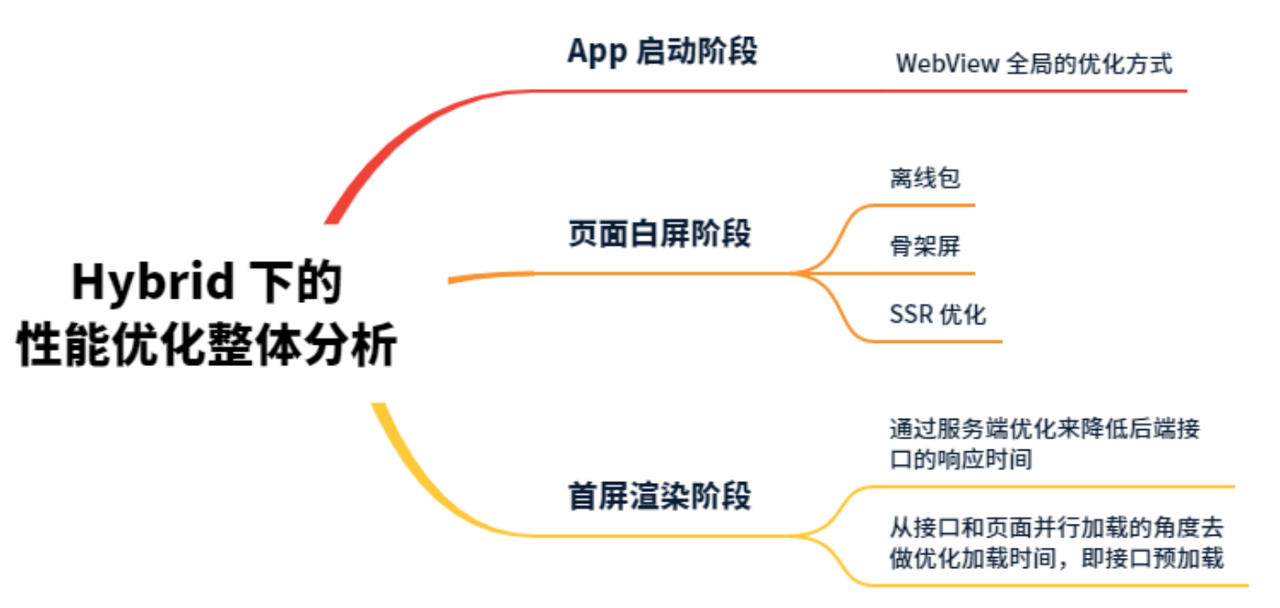 Hybrid 下的
性能优化整体分析
App 启动阶段
WebView 全局的优化方式
页面白屏阶段
离线包
骨架屏
SSR 优化
首屏渲染阶段
通过服务端优化来降低后端接
口的响应时间
从接口和页面并行加载的角度去
做优化加载时间，即接口预加载